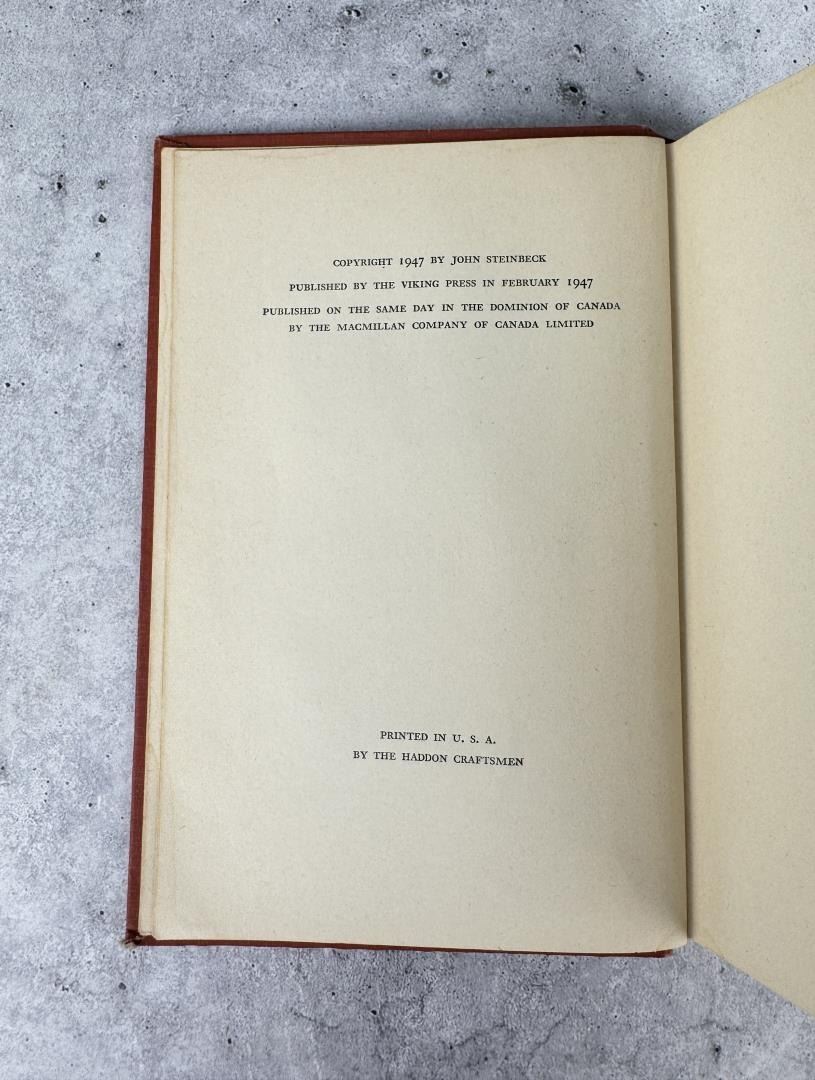 COPYRIGHT 1947 BY JOHN STEINBECK
PUBLISHED BY THE VIKING PRESS IN FEBRUARY 1947
PUBLISHED ON THE SAME DAY IN THE DOMINION OF CANADA
BY THE MACMILLAN COMPANY OF CANADA LIMITED
PRINTED IN U. S. A.
BY THE HADDON CRAFTSMEN